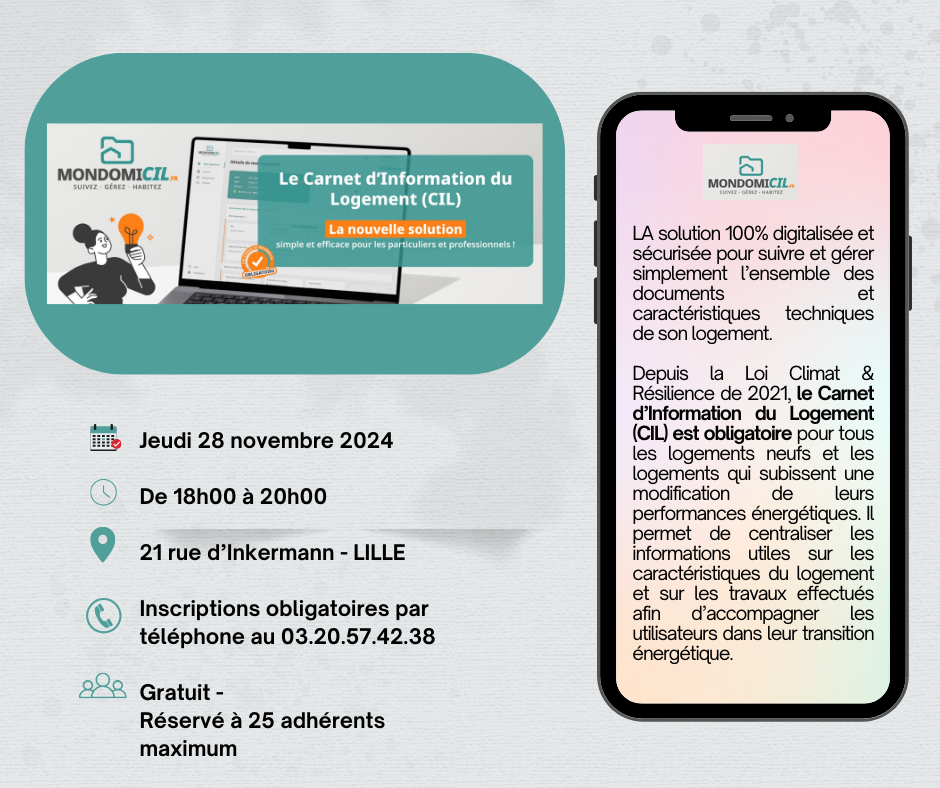 MONDOMICIL.FR
SUIVEZ - GÉREZ - HABITEZ
Le Carnet d'Information du
Logement (CIL)
La nouvelle solution
simple et efficace pour les particuliers et professionnels !
OBLIGATOIRE
Jeudi 28 novembre 2024
De 18h00 à 20h00
21 rue d'Inkermann - LILLE
Inscriptions obligatoires par
téléphone au 03.20.57.42.38
Gratuit -
Réservé à 25 adhérents
maximum
MONDOMICIL.FR
SUIVEZ - GÉREZ - HABITEZ
LA solution 100% digitalisée et
sécurisée pour suivre et gérer
simplement l'ensemble des
documents et
caractéristiques techniques
de son logement.
Depuis la Loi Climat &
Résilience de 2021, le Carnet
d'Information du Logement
(CIL) est obligatoire pour tous
les logements neufs et les
logements qui subissent une
modification de leurs
performances énergétiques. Il
permet de centraliser les
informations utiles sur les
caractéristiques du logement
et sur les travaux effectués
afin d'accompagner les
utilisateurs dans leur transition
énergétique.